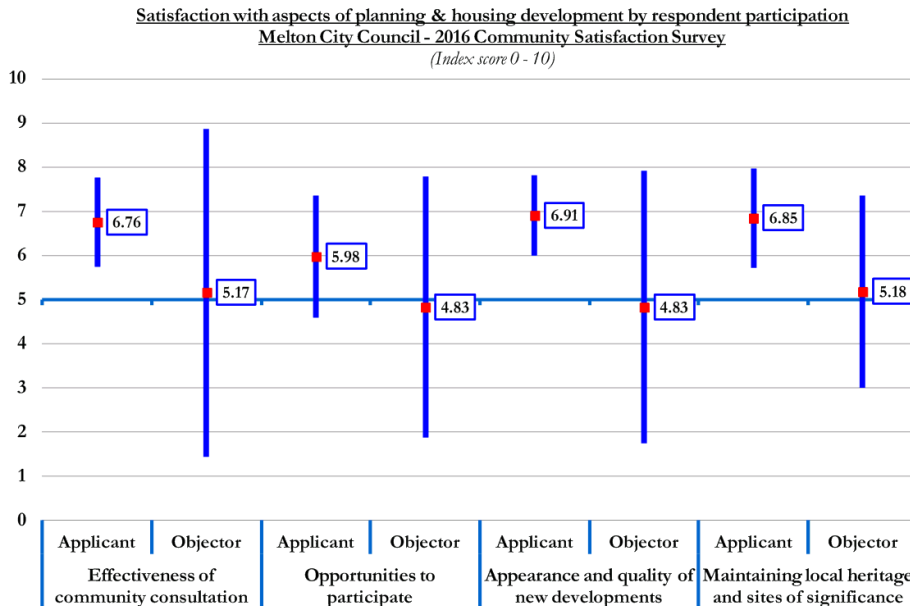 Satisfaction with aspects of planning & housing development by respondent participation
Melton City Council - 2016 Community Satisfaction Survey
(Index score 0 - 10)
10
9
8
7
6
5
4
3
2
1
0
6.76
5.17
5.98
4.83
6.91
4.83
6.85
5.18
Applicant Objector Applicant Objector Applicant Objector Applicant Objector
Effectiveness of community consultation
Opportunities to participate
Appearance and quality of new developments
Maintaining local heritage and sites of significance